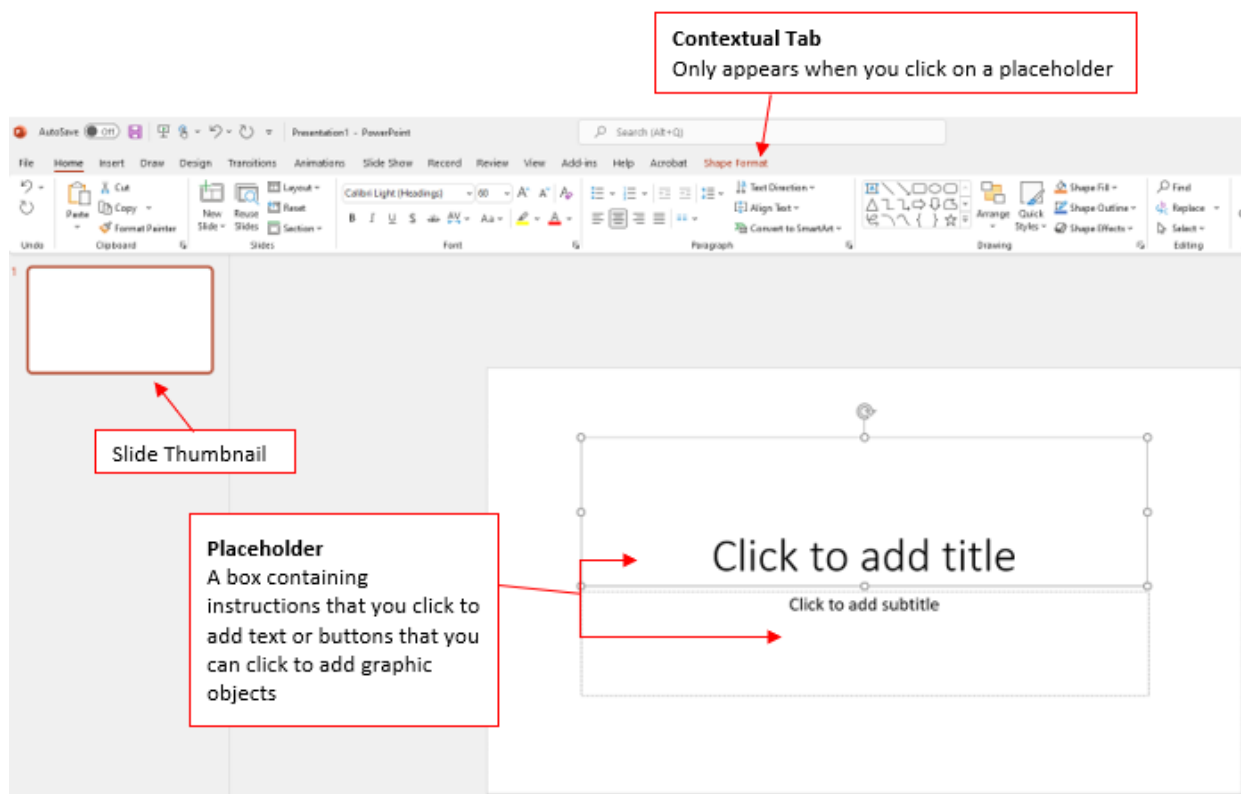 Contextual Tab
Only appears when you click on a placeholder
AutoSave Off Presentation1 - PowerPoint Search (Alt+Q)
File Home Insert Draw Design Transitions Animations Slide Show Record Review View Add-ins Help Acrobat Shape Format
Cut Layout Calibri Light (Headings) 60 Text Direction Shape Fill Find
Paste Copy New Slide Reuse Slides Reset Align Text Arrange Quick Styles Shape Outline Replace
Format Painter Section Convert to SmartArt Shape Effects Select
Undo Clipboard Slides Font Paragraph Drawing Editing
1
Slide Thumbnail
Placeholder
A box containing
instructions that you click to
add text or buttons that you
can click to add graphic
objects
Click to add title
Click to add subtitle